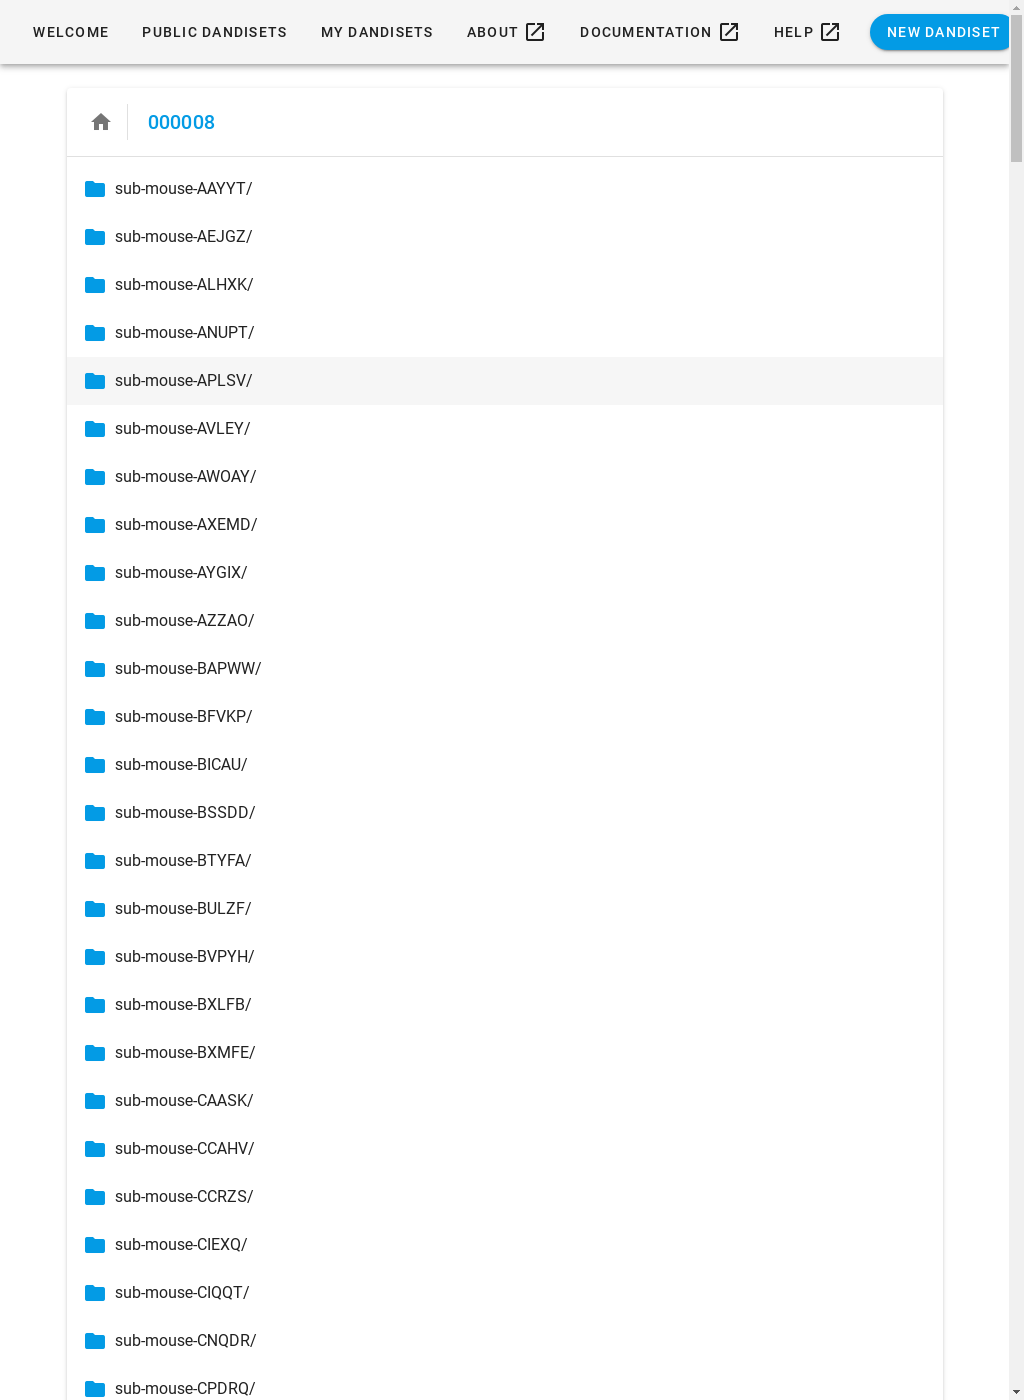 WELCOME PUBLIC DANDISETS MY DANDISETS ABOUT DOCUMENTATION HELP NEW DANDISET
000008
sub-mouse-AAYYT/
sub-mouse-AEJGZ/
sub-mouse-ALHXK/
sub-mouse-ANUPT/
sub-mouse-APLSV/
sub-mouse-AVLEY/
sub-mouse-AWOAY/
sub-mouse-AXEMD/
sub-mouse-AYGIX/
sub-mouse-AZZAO/
sub-mouse-BAPWW/
sub-mouse-BFVKP/
sub-mouse-BICAU/
sub-mouse-BSSDD/
sub-mouse-BTYFA/
sub-mouse-BULZF/
sub-mouse-BVPYH/
sub-mouse-BXLFB/
sub-mouse-BXMFE/
sub-mouse-CAASK/
sub-mouse-CCAHV/
sub-mouse-CCRZS/
sub-mouse-CIEXQ/
sub-mouse-CIQQT/
sub-mouse-CNQDR/
sub-mouse-CPDRQ/